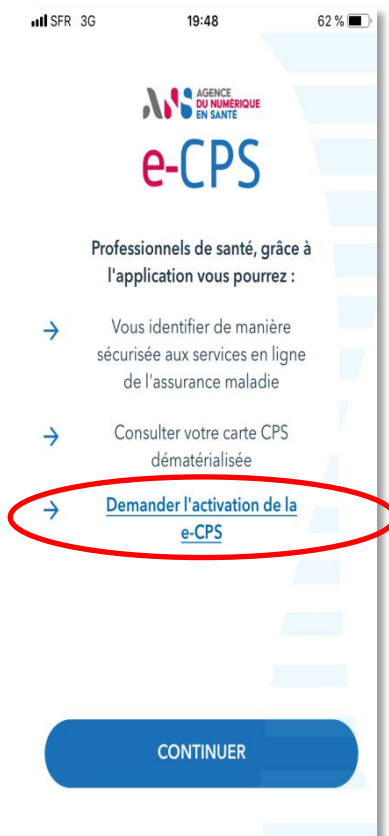 SFR 3G 19:48 62 %
AGENCE
DU NUMÉRIQUE
EN SANTÉ
e-CPS
Professionnels de santé, grâce à
l'application vous pourrez :
Vous identifier de manière
sécurisée aux services en ligne
de l'assurance maladie
Consulter votre carte CPS
dématérialisée
Demander l'activation de la
e-CPS
CONTINUER